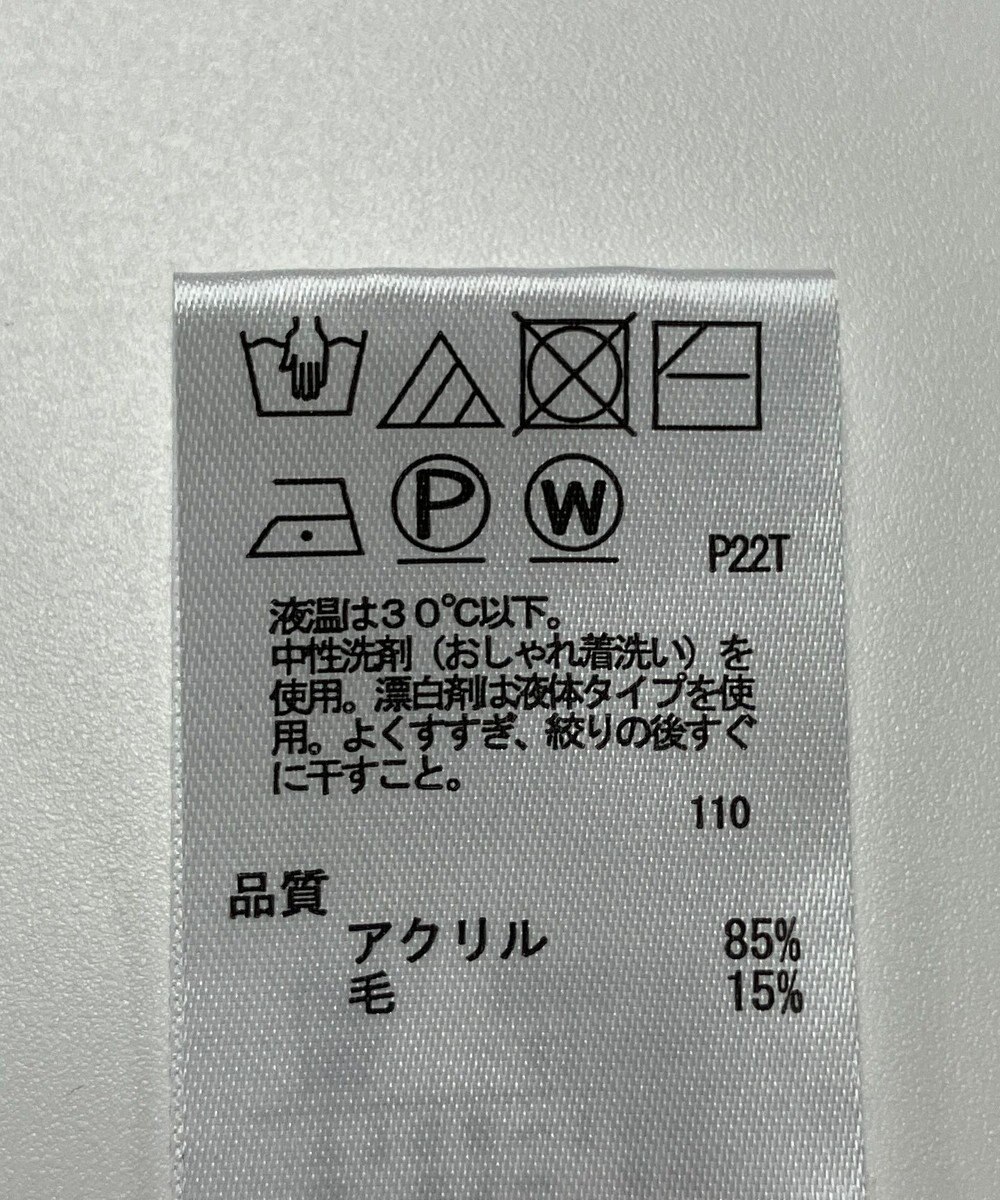 P
W
P22T
液温は30℃以下。
中性洗剤（おしゃれ着洗い）を
使用。漂白剤は液体タイプを使
用。よくすすぎ、絞りの後すぐ
に干すこと。
110
品質
アクリル 85%
毛 15%